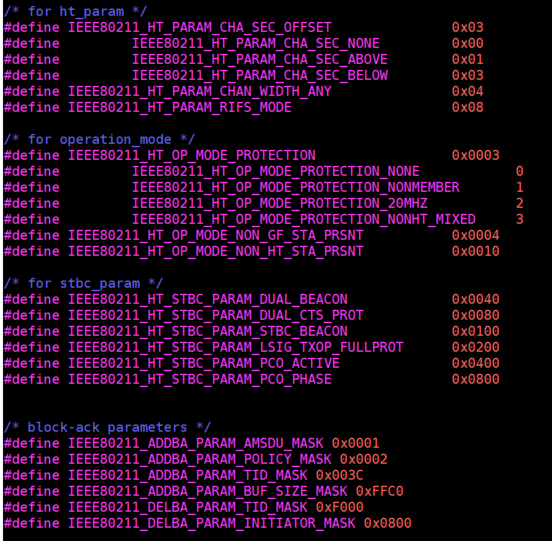 /* for ht_param */
#define IEEE80211_HT_PARAM_CHA_SEC_OFFSET 0x03
#define IEEE80211_HT_PARAM_CHA_SEC_NONE 0x00
#define IEEE80211_HT_PARAM_CHA_SEC_ABOVE 0x01
#define IEEE80211_HT_PARAM_CHA_SEC_BELOW 0x03
#define IEEE80211_HT_PARAM_CHAN_WIDTH_ANY 0x04
#define IEEE80211_HT_PARAM_RIFS_MODE 0x08
/* for operation_mode */
#define IEEE80211_HT_OP_MODE_PROTECTION 0x0003
#define IEEE80211_HT_OP_MODE_PROTECTION_NONE 0
#define IEEE80211_HT_OP_MODE_PROTECTION_NONMEMBER 1
#define IEEE80211_HT_OP_MODE_PROTECTION_20MHZ 2
#define IEEE80211_HT_OP_MODE_PROTECTION_NONHT_MIXED 3
#define IEEE80211_HT_OP_MODE_NON_GF_STA_PRSNT 0x0004
#define IEEE80211_HT_OP_MODE_NON_HT_STA_PRSNT 0x0010
/* for stbc_param */
#define IEEE80211_HT_STBC_PARAM_DUAL_BEACON 0x0040
#define IEEE80211_HT_STBC_PARAM_DUAL_CTS_PROT 0x0080
#define IEEE80211_HT_STBC_PARAM_STBC_BEACON 0x0100
#define IEEE80211_HT_STBC_PARAM_LSIG_TXOP_FULLPROT 0x0200
#define IEEE80211_HT_STBC_PARAM_PCO_ACTIVE 0x0400
#define IEEE80211_HT_STBC_PARAM_PCO_PHASE 0x0800
/* block-ack parameters */
#define IEEE80211_ADDBA_PARAM_AMSDU_MASK 0x0001
#define IEEE80211_ADDBA_PARAM_POLICY_MASK 0x0002
#define IEEE80211_ADDBA_PARAM_TID_MASK 0x003C
#define IEEE80211_ADDBA_PARAM_BUF_SIZE_MASK 0xFFC0
#define IEEE80211_DELBA_PARAM_TID_MASK 0xF000
#define IEEE80211_DELBA_PARAM_INITIATOR_MASK 0x0800